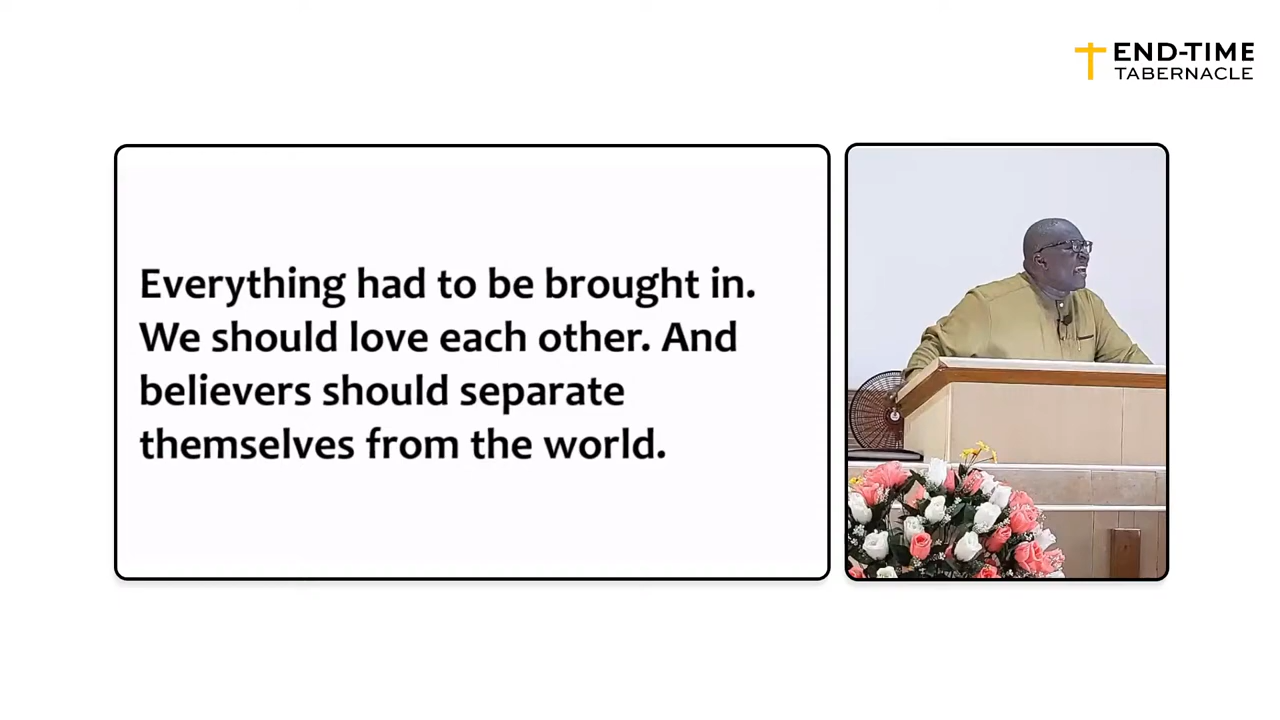 END-TIME
TABERNACLE
Everything had to be brought in.
We should love each other. And
believers should separate
themselves from the world.